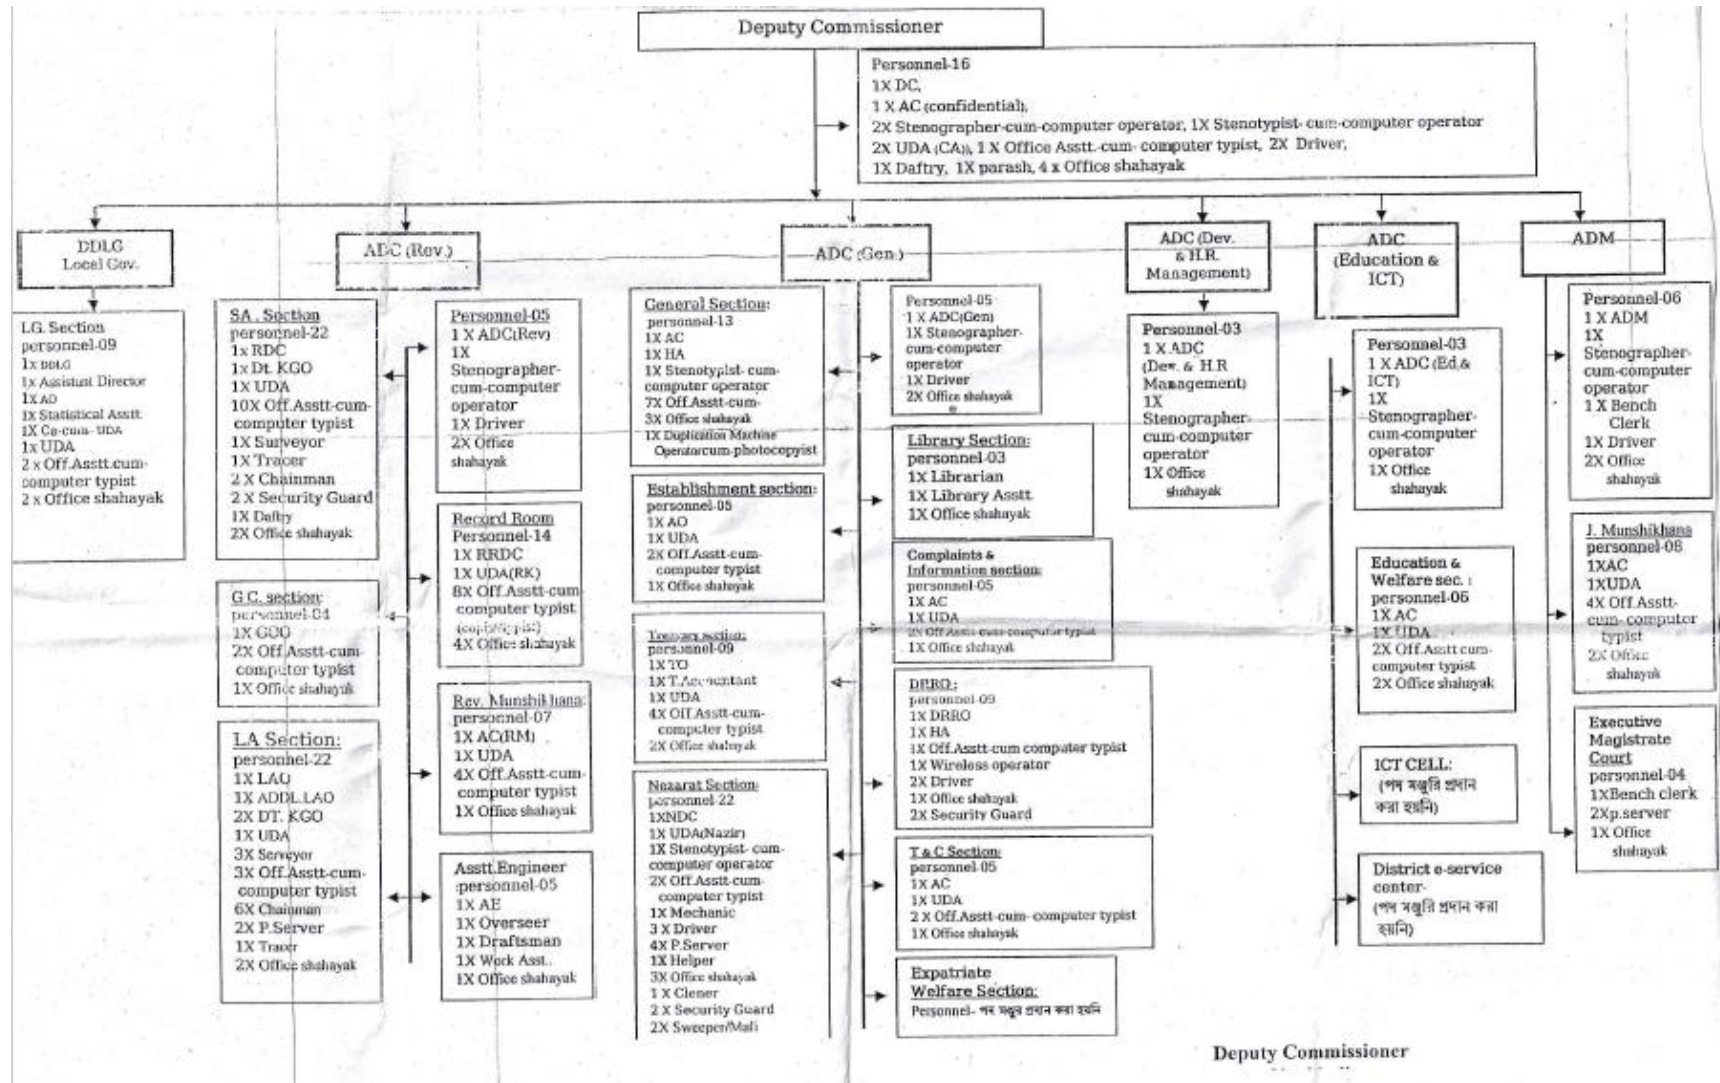 Deputy Commissioner
Personnel-16
1X DC,
1 X AC (confidential),
2X Stenographer-cum-computer operator, 1X Stenotypist- cum-computer operator
2X UDA (CA), 1 X Office Asstt.-cum- computer typist, 2X Driver,
1X Daftry, 1X parash, 4 x Office shahayak
DDLG
Local Gov.
LG. Section
personnel-09
1x DDLG
1x Assistant Director
1x AO
1x Statistical Asstt.
1X Ca-cum- UDA
1x UDA
2 x Off.Asstt.cum-
computer typist
2 x Office shahayak
ADC (Rev.)
SA . Section
personnel-22
1x RDC
1x Dt. KGO
1X UDA
10X Off.Asstt-cum-
computer typist
1X Surveyor
1X Tracer
2 X Chainman
2 X Security Guard
1X Daftry
2X Office shahayak
G.C. section:
personnel-04
1X GCO
2X Off.Asstt-cum-
computer typist
1X Office shahayak
LA Section:
personnel-22
1X LAO
1X ADDL.LAO
2X DT. KGO
1X UDA
3X Serveyor
3X Off.Asstt-cum-
computer typist
6X Chainman
2X P.Server
1X Tracer
2X Office shahayak
Personnel-05
1 X ADC(Rev)
1X
Stenographer-
cum-computer
operator
1X Driver
2X Office
shahayak
Record Room
Personnel-14
1X RRDC
1X UDA(RK)
8X Off.Asstt-cum
computer typist
4X Office shahayak
Rev. Munshikhana:
personnel-07
1X AC(RM)
1X UDA
4X Off.Asstt-cum-
computer typist
1X Office shahayak
Asstt.Engineer
:personnel-05
1X AE
1X Overseer
1X Draftsman
1X Work Asst..
1X Office shahayak
ADC (Gen.)
General Section:
personnel-13
1X AC
1X HA
1X Stenotypist- cum-
computer operator
7X Off.Asstt-cum-
3X Office shahayak
1X Duplication Machine
Operatorcum-photocopyist
Establishment section:
personnel-05
1X AO
1X UDA
2X Off.Asstt-cum-
computer typist
1X Office shahayak
Treasury section:
personnel-09
1X TO
1X T.Accountant
1X UDA
4X Off.Asstt-cum-
computer typist
2X Office shahayak
Nezarat Section:
personnel-22
1XNDC
1X UDA(Nazir)
1X Stenotypist- cum-
computer operator
2X Off.Asstt-cum-
computer typist
1X Mechanic
3 X Driver
4X P.Server
1X Helper
3X Office shahayak
1 X Clener
2 X Security Guard
2X Sweeper/Mali
Personnel-05
1 X ADC(Gen)
1X Stenographer-
cum-computer
operator
1X Driver
2X Office shahayak
Library Section:
personnel-03
1X Librarian
1X Library Asstt.
1X Office shahayak
Complaints &
Information section:
personnel-05
1X AC
1X UDA
2X Off.Asstt-cum-computer typist
1X Office shahayak
DRRO :
personnel-09
1X DRRO
1X HA
1X Off.Asstt-cum computer typist
1X Wireless operator
2X Driver
1X Office shahayak
2X Security Guard
T & C Section:
personnel-05
1X AC
1X UDA
2 X Off.Asstt-cum- computer typist
1X Office shahayak
Expatriate
Welfare Section:
Personnel- পদ মঞ্জুর প্রদান করা হয়নি
ADC (Dev.
& H.R.
Management)
Personnel-03
1 X ADC
(Dev. & H.R
Management)
1X
Stenographer-
cum-computer
operator
1X Office
shahayak
ADC
(Education &
ICT)
Personnel-03
1 X ADC (Ed.&
ICT)
1X
Stenographer-
cum-computer
operator
1X Office
shahayak
Education &
Welfare sec. :
personnel-06
1X AC
1X UDA
2X Off.Asstt cum-
computer typist
2X Office shahayak
ICT CELL:
(পদ মঞ্জুরি প্রদান
করা হয়নি)
District e-service
center-
(পদ মঞ্জুরি প্রদান করা
হয়নি)
ADM
Personnel-06
1 X ADM
1X
Stenographer-
cum-computer
operator
1 X Bench
Clerk
1X Driver
2X Office
shahayak
J. Munshikhana
personnel-08
1XAC
1XUDA
4X Off.Asstt-
cum- computer
typist
2X Office
shahayak
Executive
Magistrate
Court
personnel-04
1XBench clerk
2Xp.server
1X Office
shahayak
Deputy Commissioner